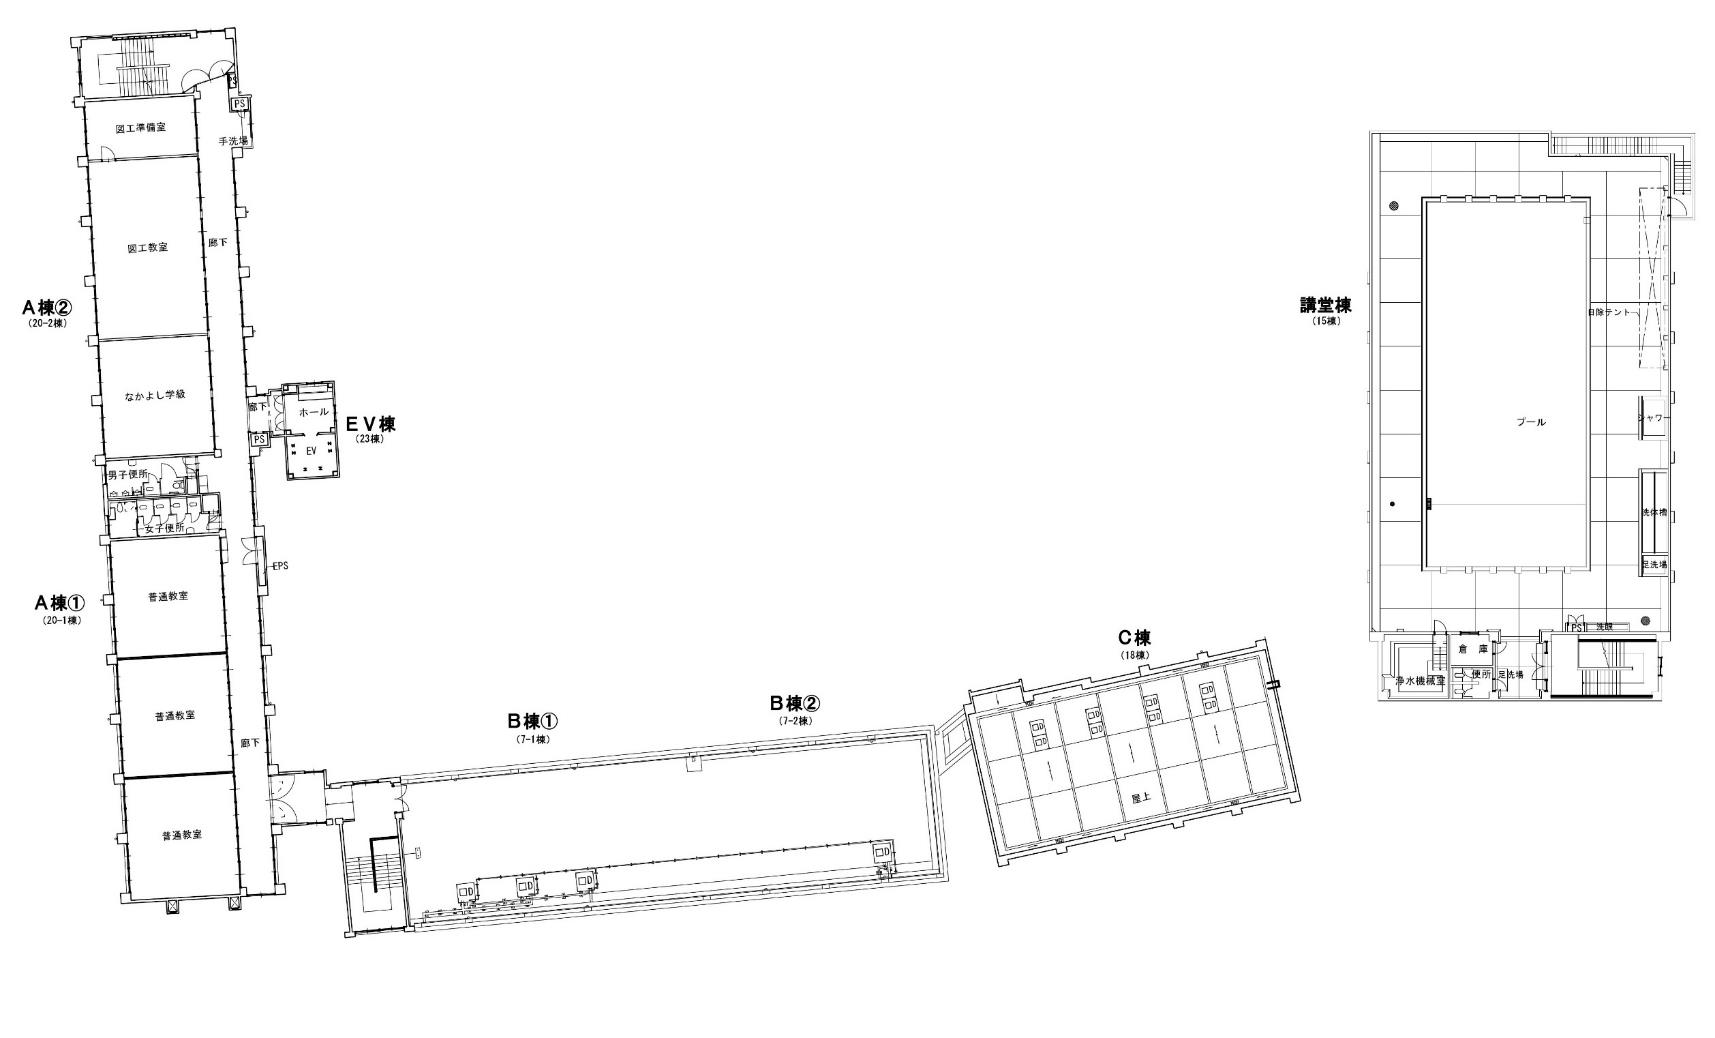 PS
PS
図工準備室
手洗場
図工教室
廊下
A棟②
(20-2棟)
なかよし学級
廊下
ホール
EV棟
(23棟)
PS
EV
男子便所
女子便所
EPS
A棟①
(20-1棟)
普通教室
普通教室
廊下
普通教室
B棟①
(7-1棟)
B棟②
(7-2棟)
C棟
(18棟)
屋上
講堂棟
(15棟)
日除テント
プール
シャワー
洗体槽
足洗場
PS
洗眼
倉庫
浄水機械室
便所
足洗場